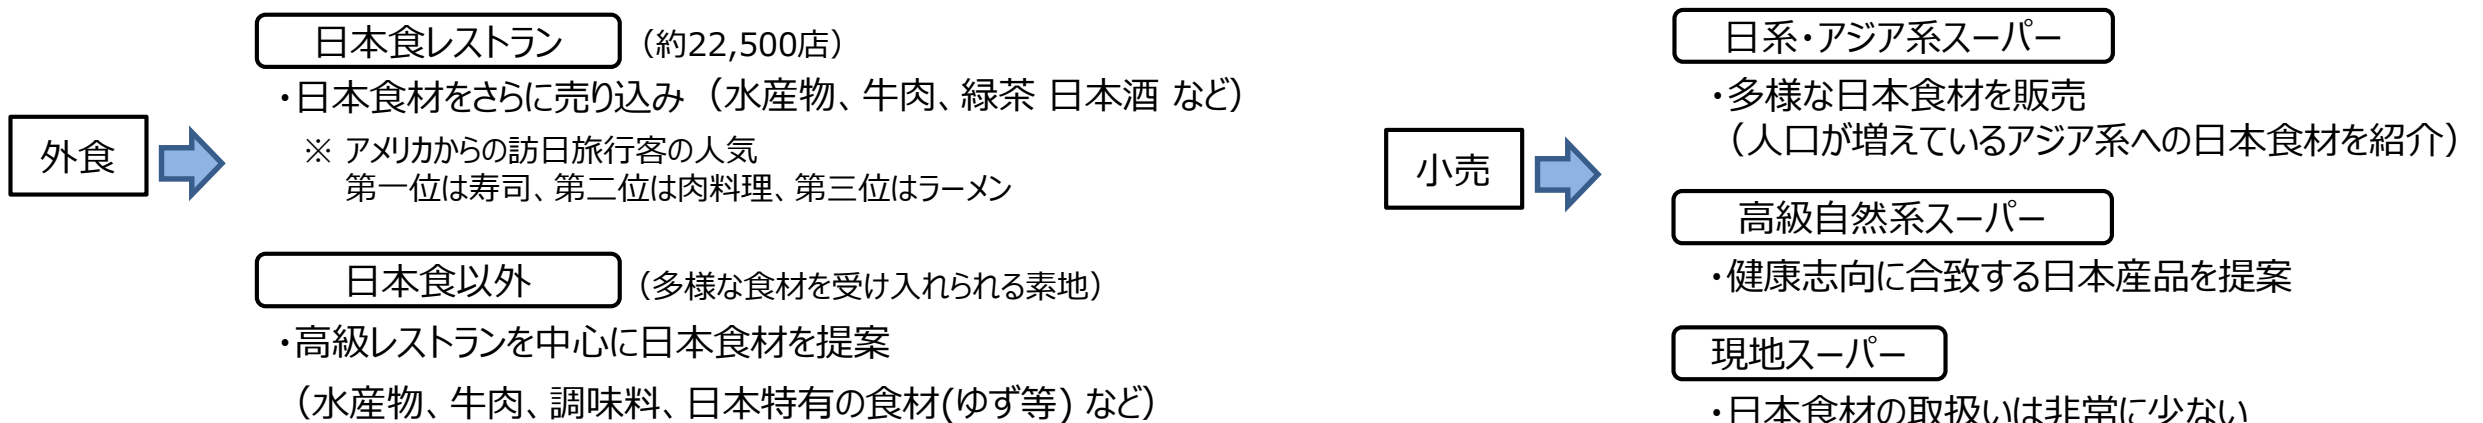 外食
日本食レストラン （約22,500店）
・日本食材をさらに売り込み （水産物、牛肉、緑茶 日本酒 など）
※ アメリカからの訪日旅行客の人気
第一位は寿司、第二位は肉料理、第三位はラーメン
日本食以外 （多様な食材を受け入れられる素地）
・高級レストランを中心に日本食材を提案
（水産物、牛肉、調味料、日本特有の食材(ゆず等) など）
小売
日系・アジア系スーパー
・多様な日本食材を販売
（人口が増えているアジア系への日本食材を紹介）
高級自然系スーパー
・健康志向に合致する日本産品を提案
現地スーパー
・日本食材の取扱いは非常に少ない